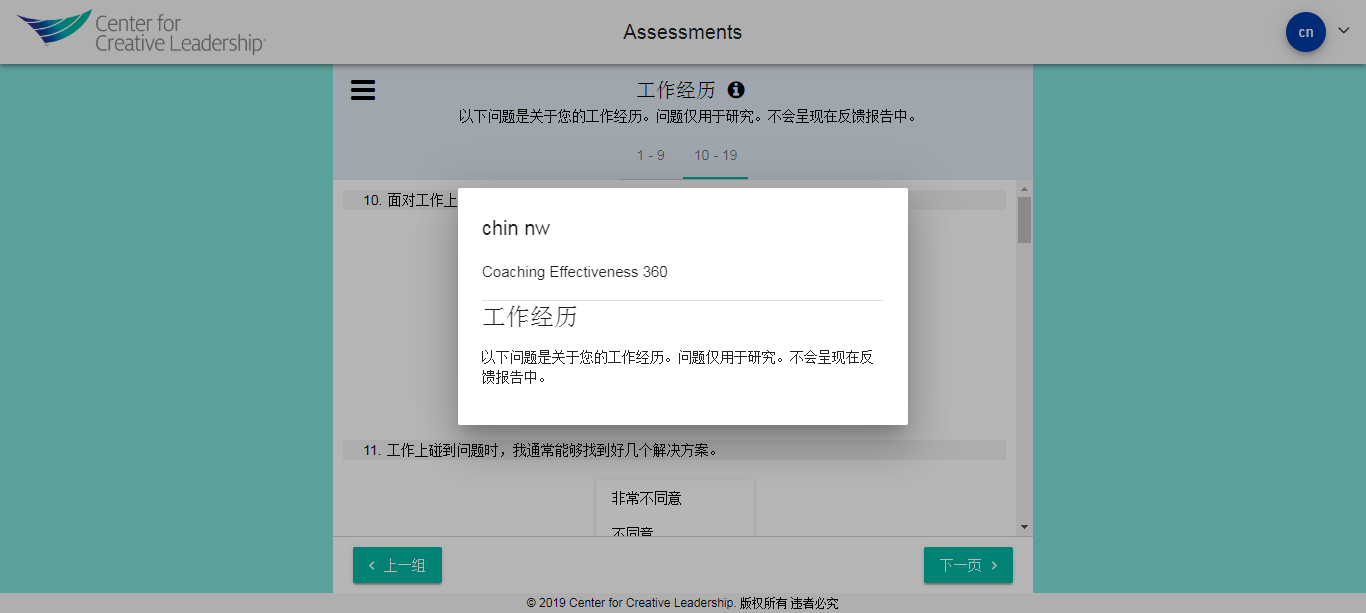 Center for
Creative Leadership®
Assessments
cn
工作经历
以下问题是关于您的工作经历。问题仅用于研究。不会呈现在反馈报告中。
1 - 9
10 - 19
10. 面对工作上
chin nw
Coaching Effectiveness 360
工作经历
以下问题是关于您的工作经历。问题仅用于研究。不会呈现在反
馈报告中。
11. 工作上碰到问题时，我通常能够找到好几个解决方案。
非常不同意
不同意
上一组
下一页
© 2019 Center for Creative Leadership. 版权所有 违者必究